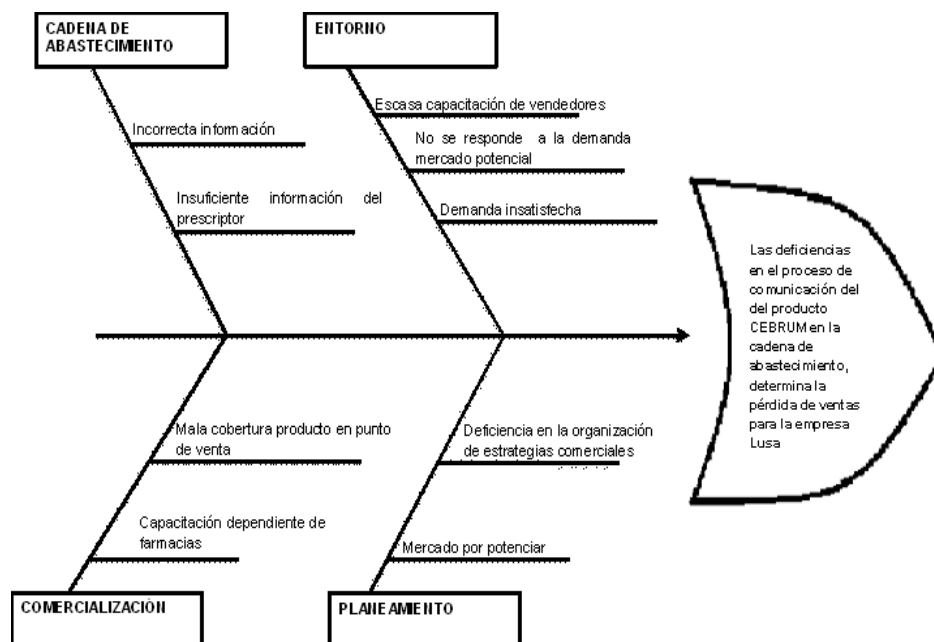 CADENA DE
ABASTECIMIENTO
ENTORNO
Incorrecta información
Insuficiente información del
prescriptor
Escasa capacitación de vendedores
No se responde a la demanda
mercado potencial
Demanda insatisfecha
Las deficiencias
en el proceso de
comunicación del
del producto
CEBRUM en la
cadena de
abastecimiento,
determina la
pérdida de ventas
para la empresa
Lusa
Mala cobertura producto en punto
de venta
Capacitación dependiente de
farmacias
Deficiencia en la organización
de estrategias comerciales
Mercado por potenciar
COMERCIALIZACIÓN
PLANEAMIENTO